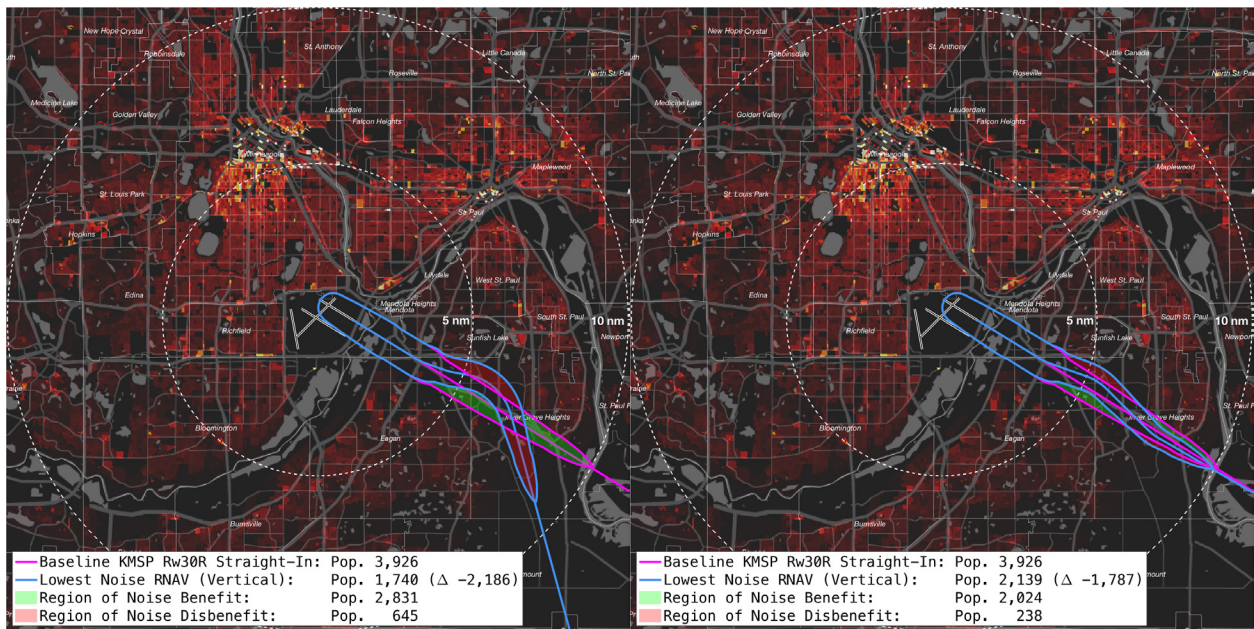 New Hope Crystal
Robbinsdale
St. Anthony
Little Canada
North St. Pa
Medicine Lake
Roseville
Golden Valley
Lauderdale
Falcon Heights
Maplewood
St. Louis Park
Hopkins
St. Paul
Lilydale
West St. Paul
Edina
Mendota Heights
Mendota
Richfield
5 nm
South St. Paul
10 nm
Newpor
Sunfish Lake
St. Paul P
Inver Grove Heights
Bloomington
Eagan
Burnsville
mount
Baseline KMSP Rw30R Straight-In: Pop. 3,926
Lowest Noise RNAV (Vertical): Pop. 1,740 (Δ -2,186)
Region of Noise Benefit: Pop. 2,831
Region of Noise Disbenefit: Pop. 645
New Hope Crystal
Robbinsdale
St. Anthony
Little Canada
North St. Pa
Medicine Lake
Roseville
Golden Valley
Lauderdale
Falcon Heights
Maplewood
St. Louis Park
Hopkins
St. Paul
Lilydale
West St. Paul
Edina
Mendota Heights
Mendota
Richfield
5 nm
South St. Paul
10 nm
Newpor
Sunfish Lake
St. Paul P
Inver Grove Heights
Bloomington
Eagan
Burnsville
mount
Baseline KMSP Rw30R Straight-In: Pop. 3,926
Lowest Noise RNAV (Vertical): Pop. 2,139 (Δ -1,787)
Region of Noise Benefit: Pop. 2,024
Region of Noise Disbenefit: Pop. 238